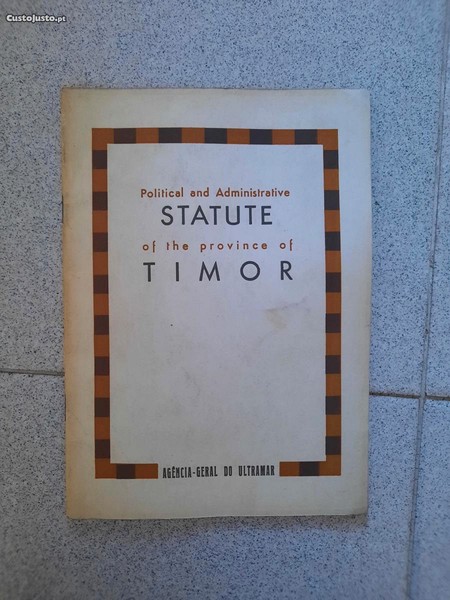 CustoJusto.pt
Political and Administrative
STATUTE
of the province of
TIMOR
AGÊNCIA-GERAL DO ULTRAMAR